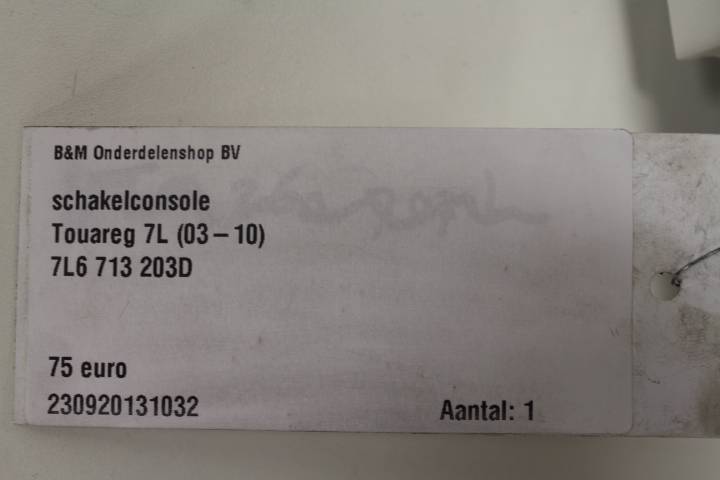 B&M Onderdelenshop BV
schakelconsole
Touareg 7L (03-10)
7L6 713 203D
75 euro
230920131032
Aantal: 1